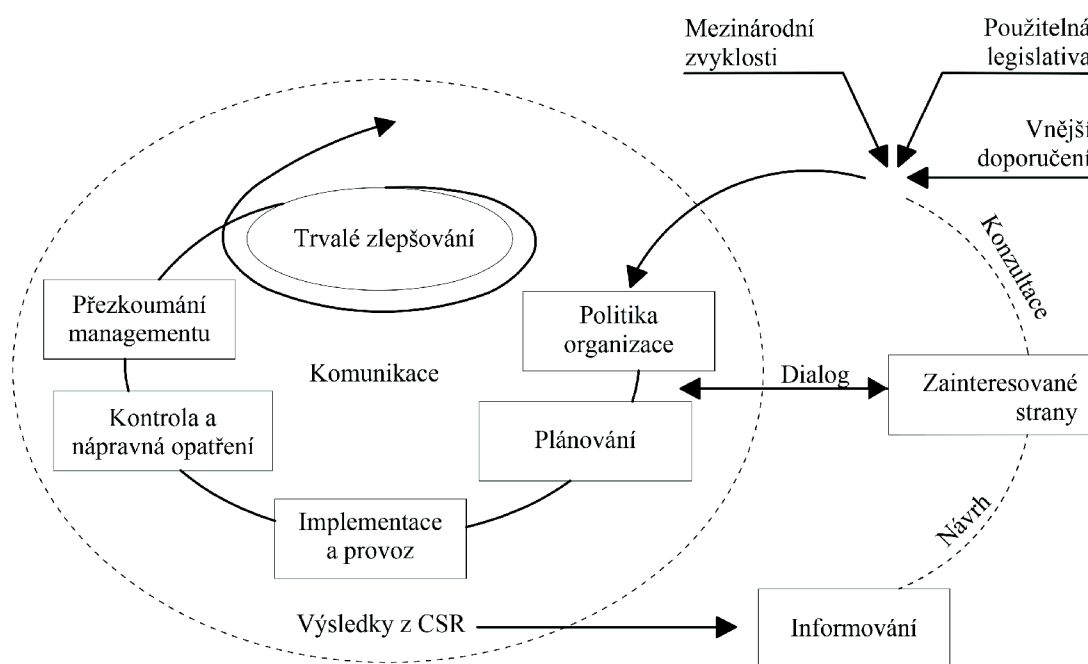 Mezinárodní
zvyklosti
Použitelná
legislativa
Vnější
doporučení
Konzultace
Trvalé zlepšování
Přezkoumání
managementu
Politika
organizace
Komunikace
Dialog
Zainteresované
strany
Kontrola a
nápravná opatření
Plánování
Implementace
a provoz
Návrh
Výsledky z CSR
Informování